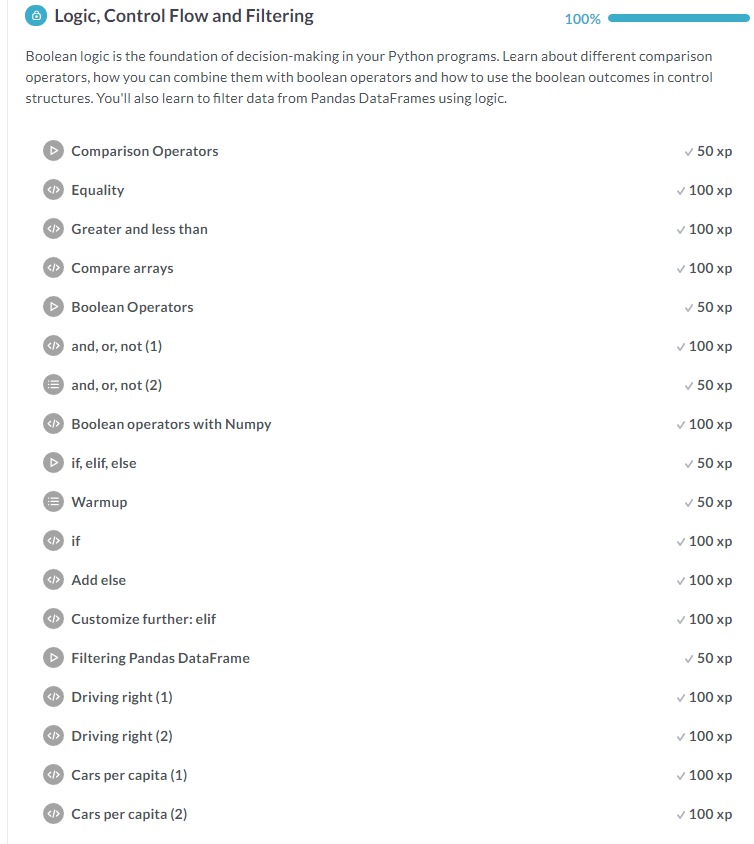 Logic, Control Flow and Filtering
100%
Boolean logic is the foundation of decision-making in your Python programs. Learn about different comparison
operators, how you can combine them with boolean operators and how to use the boolean outcomes in control
structures. You'll also learn to filter data from Pandas DataFrames using logic.
Comparison Operators 50 xp
Equality 100 xp
Greater and less than 100 xp
Compare arrays 100 xp
Boolean Operators 50 xp
and, or, not (1) 100 xp
and, or, not (2) 50 xp
Boolean operators with Numpy 100 xp
if, elif, else 50 xp
Warmup 50 xp
if 100 xp
Add else 100 xp
Customize further: elif 100 xp
Filtering Pandas DataFrame 50 xp
Driving right (1) 100 xp
Driving right (2) 100 xp
Cars per capita (1) 100 xp
Cars per capita (2) 100 xp